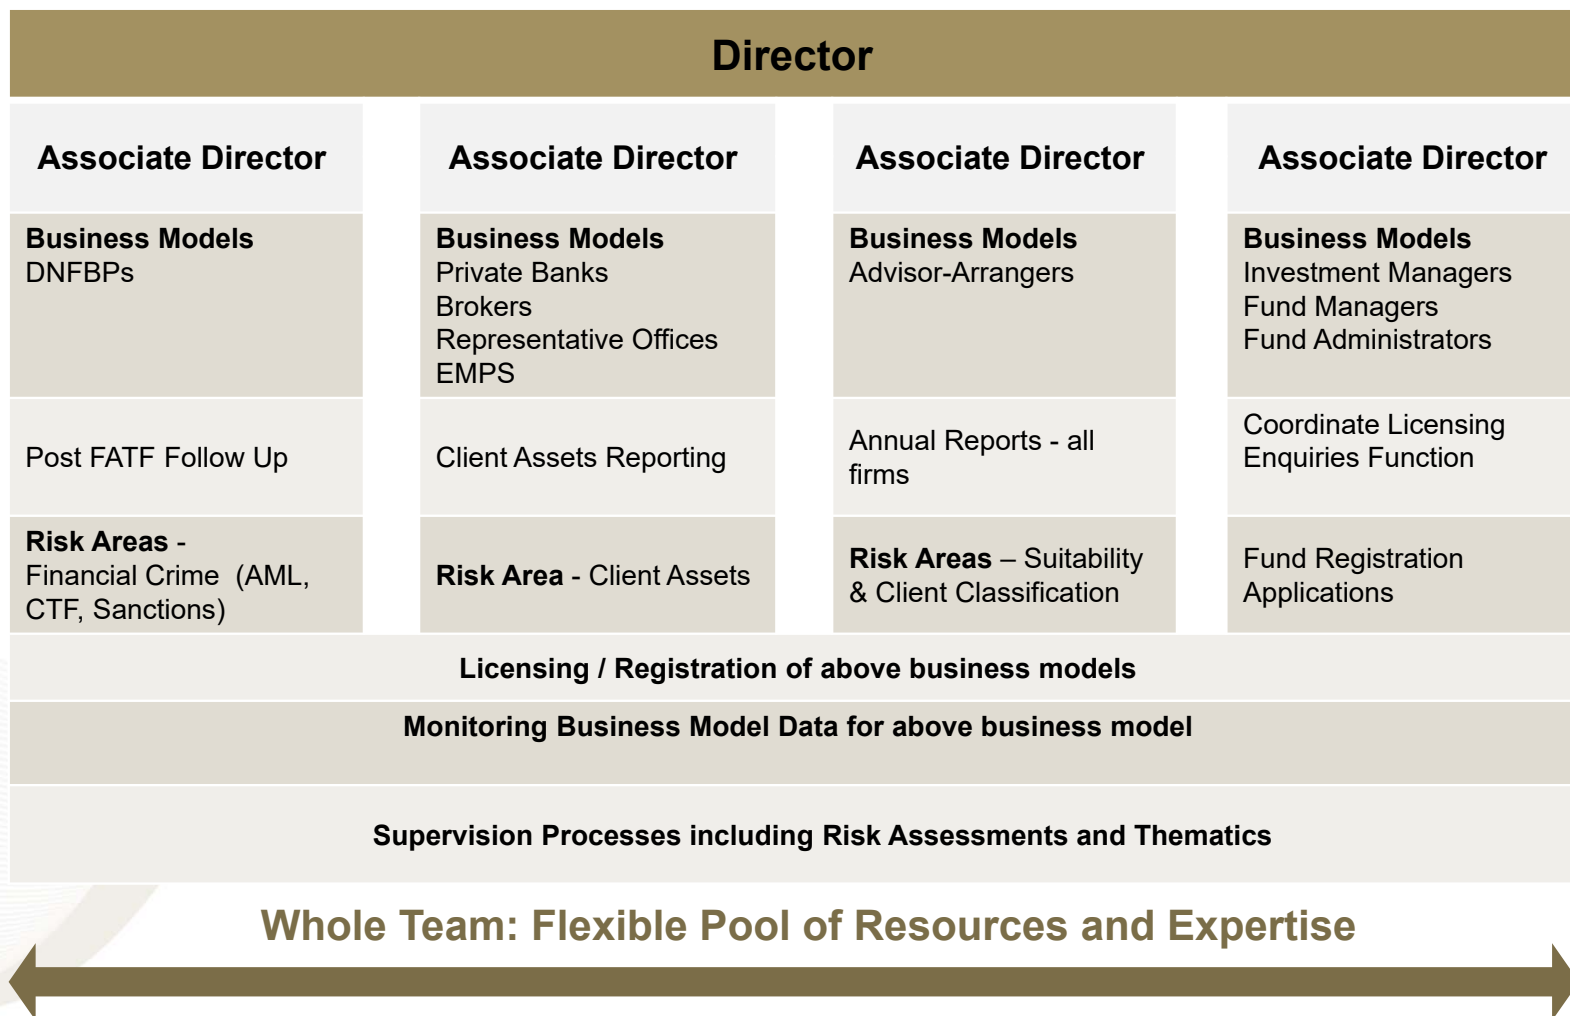 Director
Associate Director
Business Models
DNFBPs
Post FATF Follow Up
Risk Areas -
Financial Crime  (AML,
CTF, Sanctions)
Associate Director
Business Models
Private Banks
Brokers
Representative Offices
EMPS
Client Assets Reporting
Risk Area - Client Assets
Associate Director
Business Models
Advisor-Arrangers
Annual Reports - all
firms
Risk Areas – Suitability
& Client Classification
Associate Director
Business Models
Investment Managers
Fund Managers
Fund Administrators
Coordinate Licensing
Enquiries Function
Fund Registration
Applications
Licensing / Registration of above business models
Monitoring Business Model Data for above business model
Supervision Processes including Risk Assessments and Thematics
Whole Team: Flexible Pool of Resources and Expertise